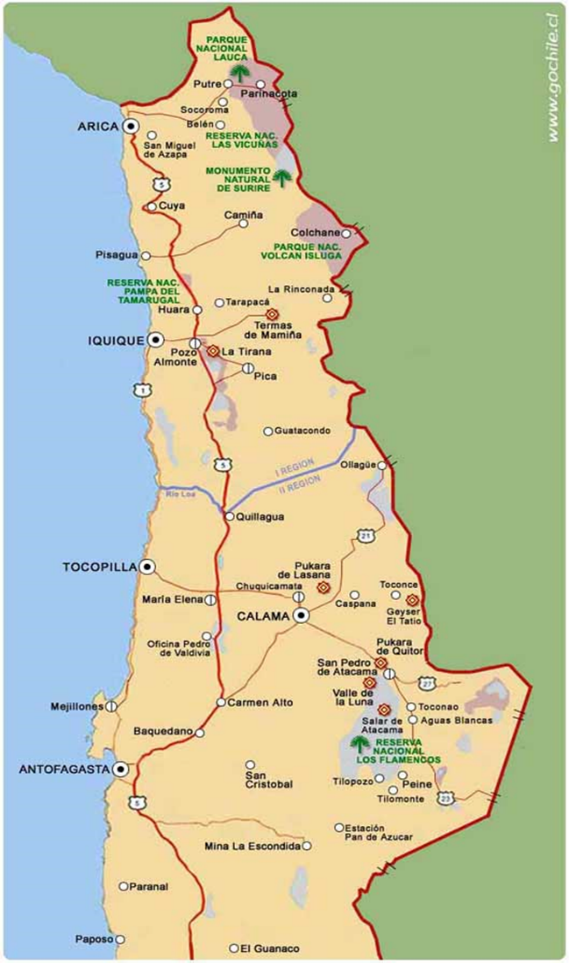 www.gochile.cl
PARQUE
NACIONAL
LAUCA
Putre
Parinacota
Socoroma
ARICA
Belén
San Miguel
de Azapa
RESERVA NAC.
LAS VICUÑAS
MONUMENTO
NATURAL
DE SURIRE
5
Cuya
Camiña
Colchane
PARQUE NAC.
VOLCAN ISLUGA
Pisagua
RESERVA NAC.
PAMPA DEL
TAMARUGAL
La Rinconada
Tarapacá
Huara
Termas
de Mamiña
IQUIQUE
Pozo
Almonte
La Tirana
Pica
1
Guatacondo
5
I REGION
II REGION
Ollagüe
Río Loa
Quillagua
21
TOCOPILLA
Pukara
de Lasana
Chuquicamata
Toconce
María Elena
Caspana
Geyser
El Tatio
CALAMA
Oficina Pedro
de Valdivia
Pukara
de Quitor
San Pedro
de Atacama
27
Valle de
la Luna
Mejillones
Carmen Alto
Toconao
Salar de
Atacama
Aguas Blancas
Baquedano
RESERVA
NACIONAL
LOS FLAMENCOS
ANTOFAGASTA
San
Cristobal
Tilopozo
Peine
Tilomonte
23
5
Estación
Pan de Azucar
Mina La Escondida
Paranal
Paposo
El Guanaco